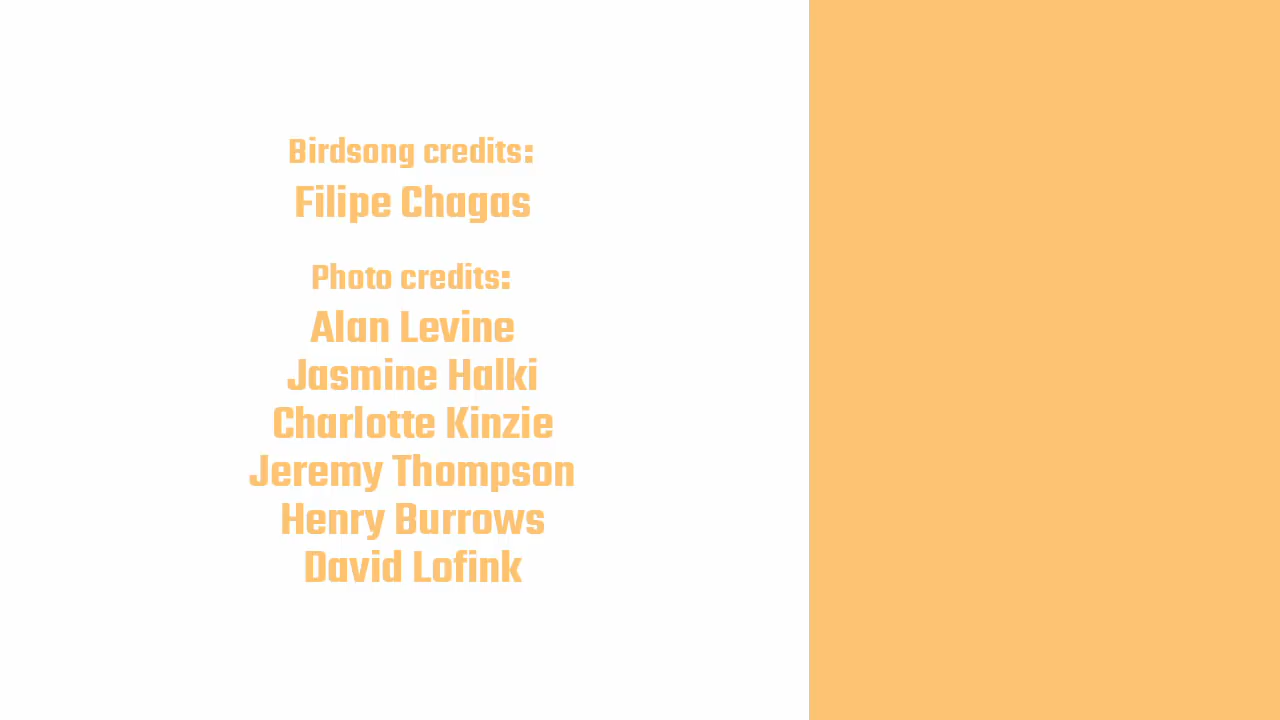 Birdsong credits:
Filipe Chagas
Photo credits:
Alan Levine
Jasmine Halki
Charlotte Kinzie
Jeremy Thompson
Henry Burrows
David Lofink